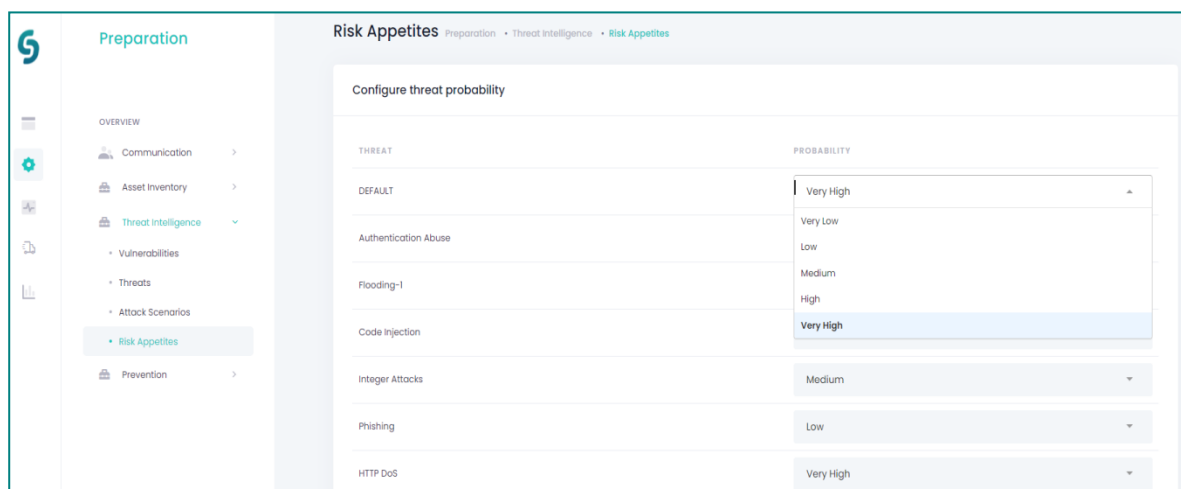 Preparation
OVERVIEW
Communication
Asset Inventory
Threat Intelligence
Vulnerabilities
Threats
Attack Scenarios
Risk Appetites
Prevention
Risk Appetites Preparation • Threat Intelligence • Risk Appetites
Configure threat probability
THREAT PROBABILITY
DEFAULT Very High
Very Low
Low
Medium
High
Very High
Authentication Abuse
Flooding-1
Code Injection
Integer Attacks Medium
Phishing Low
HTTP DoS Very High